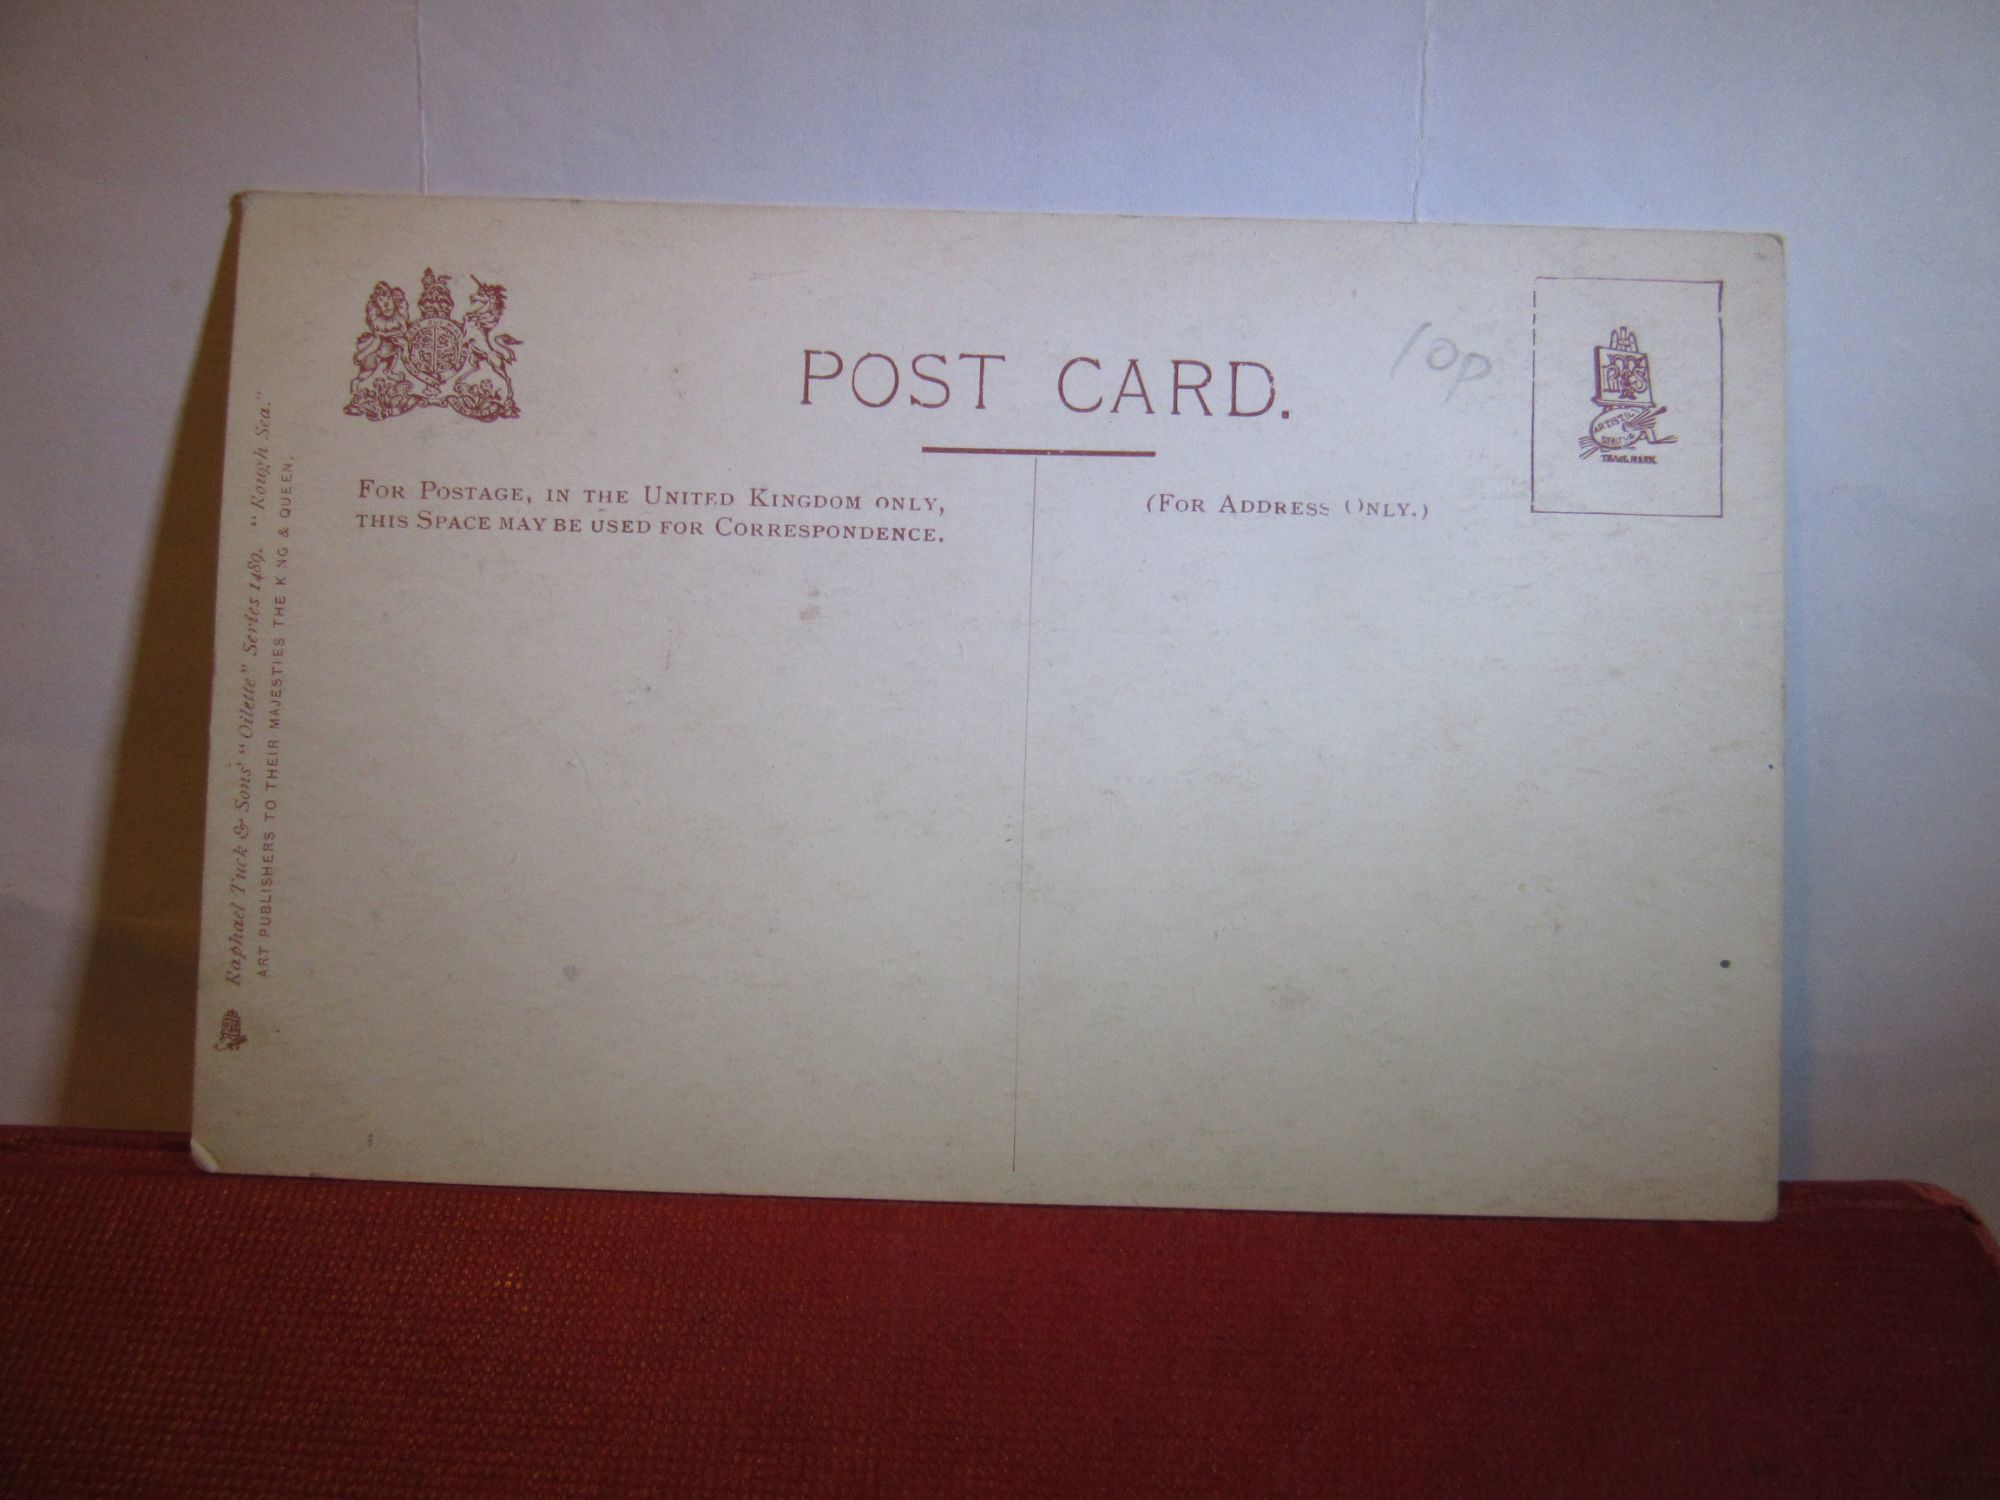 POST CARD.
10p
RTS
ARTISTIC
SERIES
TRADE MARK
FOR POSTAGE, IN THE UNITED KINGDOM ONLY,
THIS SPACE MAY BE USED FOR CORRESPONDENCE.
(FOR ADDRESS ONLY.)
Raphael Tuck & Sons' "Oilette" Series 1489. "Rough Sea."
ART PUBLISHERS TO THEIR MAJESTIES THE KING & QUEEN.